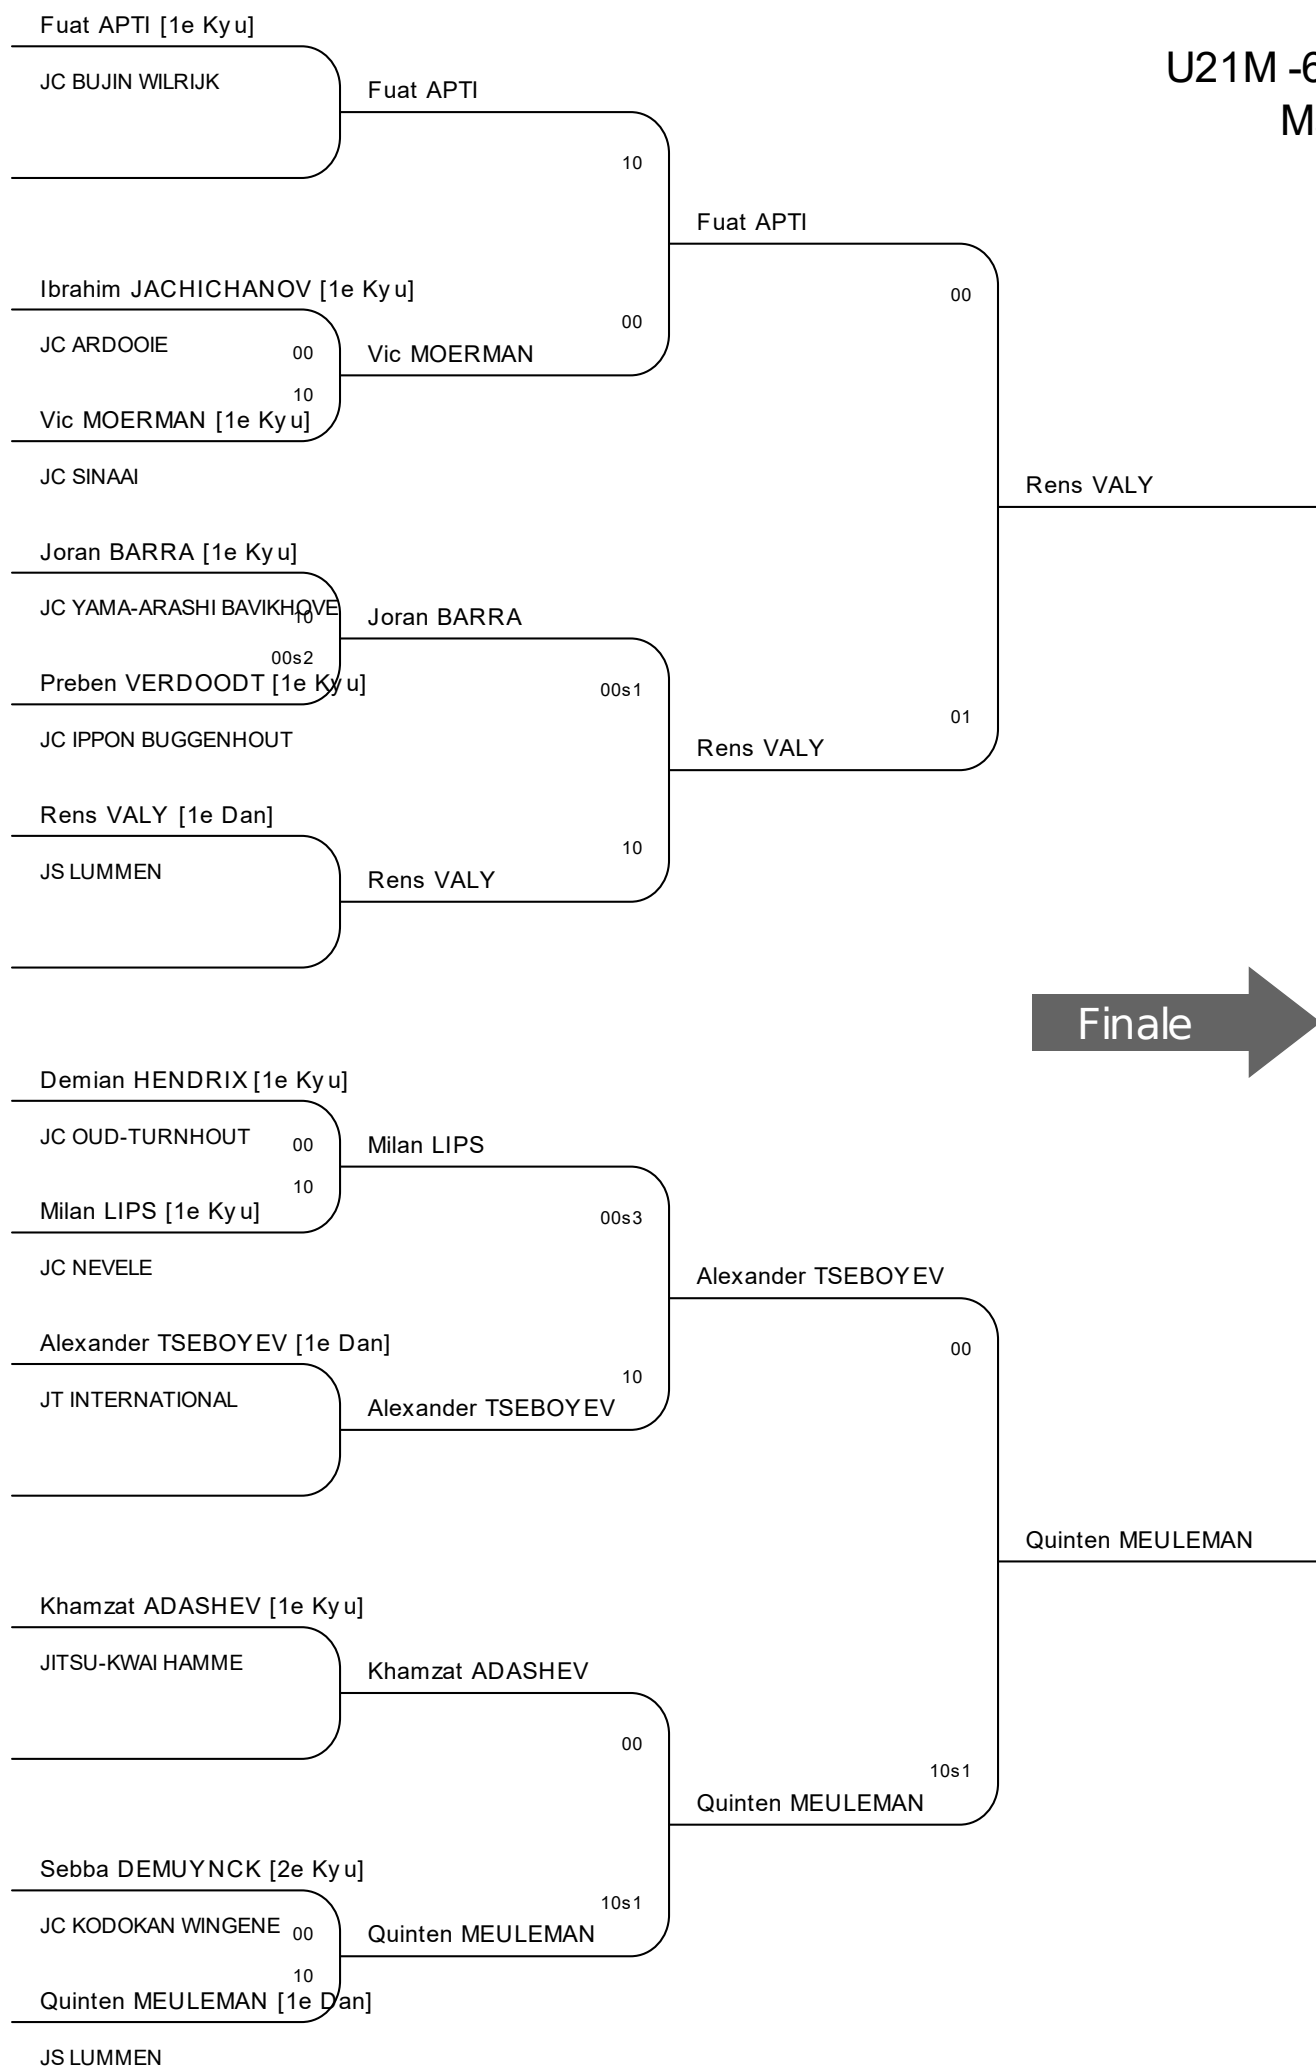 Fuat APTI [1e Kyu]
JC BUJIN WILRIJK
Fuat APTI
U21M -6
M
10
Fuat APTI
Ibrahim JACHICHANOV [1e Kyu]
00
00
JC ARDOOIE
00
Vic MOERMAN
10
Vic MOERMAN [1e Kyu]
JC SINAAI
Rens VALY
Joran BARRA [1e Kyu]
JC YAMA-ARASHI BAVIKHOVE
10
Joran BARRA
00s2
Preben VERDOODT [1e Kyu]
00s1
01
JC IPPON BUGGENHOUT
Rens VALY
Rens VALY [1e Dan]
10
JS LUMMEN
Rens VALY
Finale
Demian HENDRIX [1e Kyu]
JC OUD-TURNHOUT
00
Milan LIPS
10
Milan LIPS [1e Kyu]
00s3
JC NEVELE
Alexander TSEBOYEV
Alexander TSEBOYEV [1e Dan]
00
10
JT INTERNATIONAL
Alexander TSEBOYEV
Quinten MEULEMAN
Khamzat ADASHEV [1e Kyu]
JITSU-KWAI HAMME
Khamzat ADASHEV
00
10s1
Quinten MEULEMAN
Sebba DEMUYNCK [2e Kyu]
10s1
JC KODOKAN WINGENE
00
Quinten MEULEMAN
10
Quinten MEULEMAN [1e Dan]
JS LUMMEN